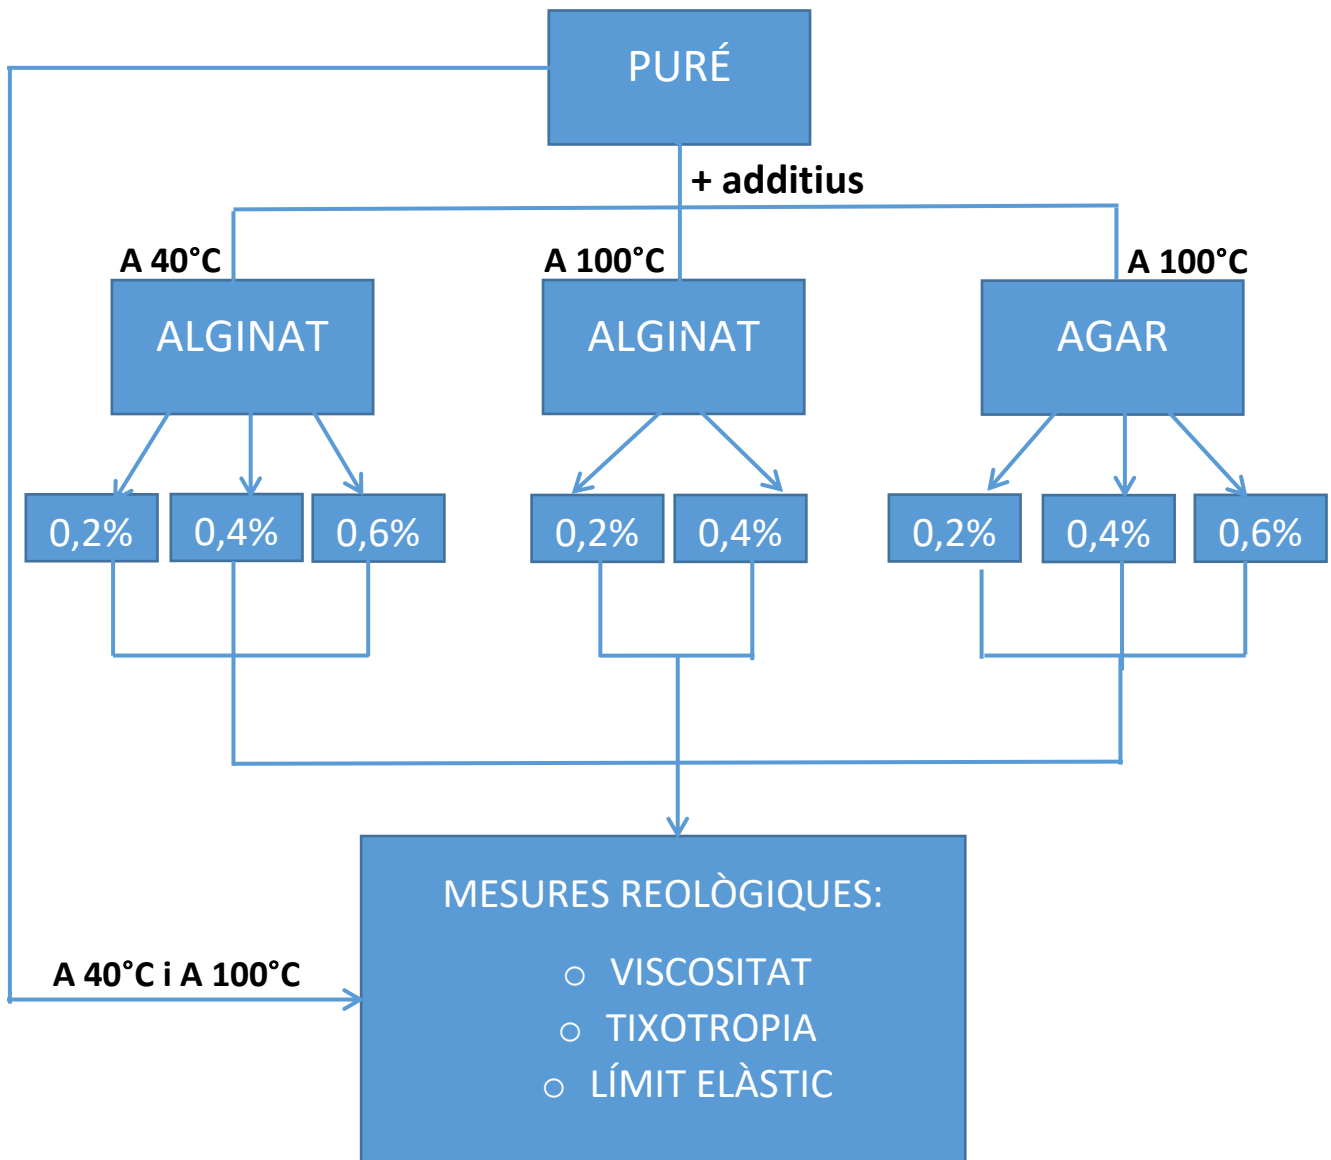 PURÉ
+ additius
A 40°C
A 100°C
A 100°C
ALGINAT
ALGINAT
AGAR
0,2%
0,4%
0,6%
0,2%
0,4%
0,2%
0,4%
0,6%
MESURES REOLÒGIQUES:
o VISCOSITAT
o TIXOTROPIA
o LÍMIT ELÀSTIC
A 40°C i A 100°C